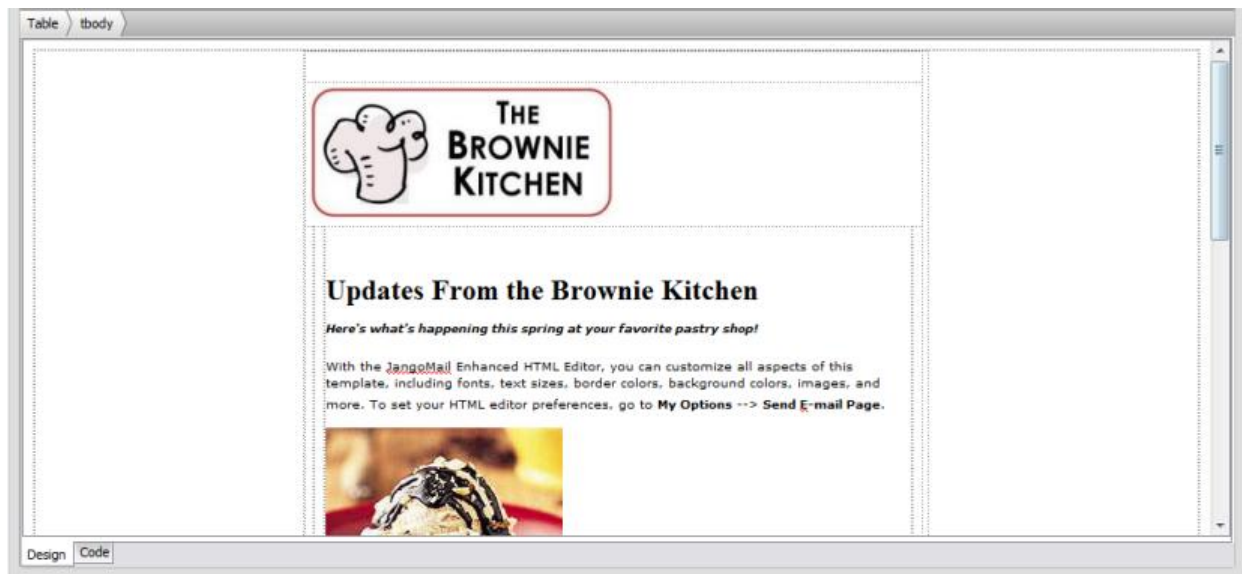 Table tbody
THE
BROWNIE
KITCHEN
Updates From the Brownie Kitchen
Here's what's happening this spring at your favorite pastry shop!
With the JangoMail Enhanced HTML Editor, you can customize all aspects of this
template, including fonts, text sizes, border colors, background colors, images, and
more. To set your HTML editor preferences, go to My Options --> Send E-mail Page.
Design Code